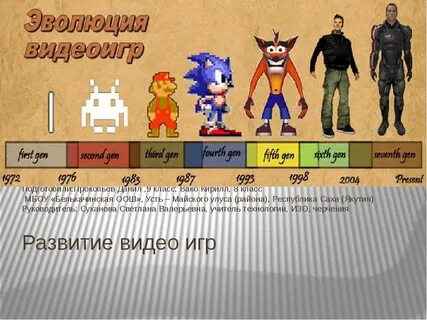 Эволюция
видеоигр
first gen second gen third gen fourth gen fifth gen sixth gen seventh gen
1972 1976 1983 1987 1993 1998 2004 Present
Подготовили:Прокопьев Данил ,9 класс; Вако Кирилл, 8 класс
МБОУ «Белькачинская ООШ», Усть – Майского улуса (района), Республика Саха (Якутия)
Руководитель: Суханова Светлана Валерьевна, учитель технологии, ИЗО, черчения
Развитие видео игр